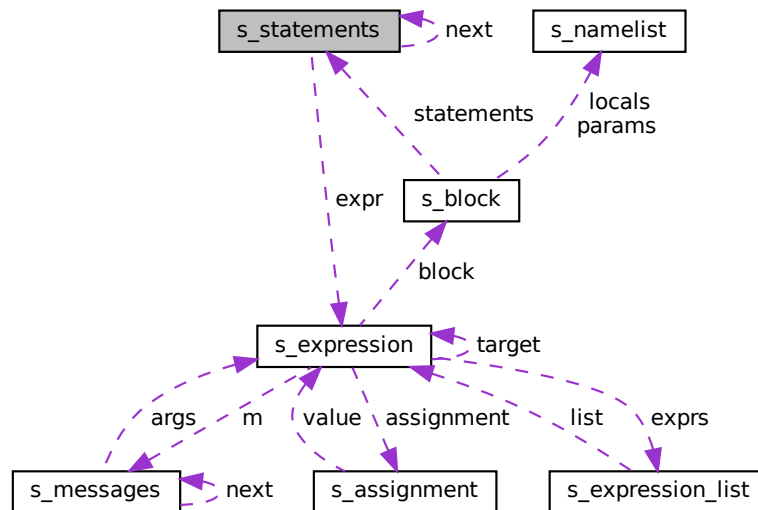 s_statements
next
s_namelist
locals
params
statements
expr
s_block
block
s_expression
target
args
m
value
assignment
list
exprs
s_messages
next
s_assignment
s_expression_list